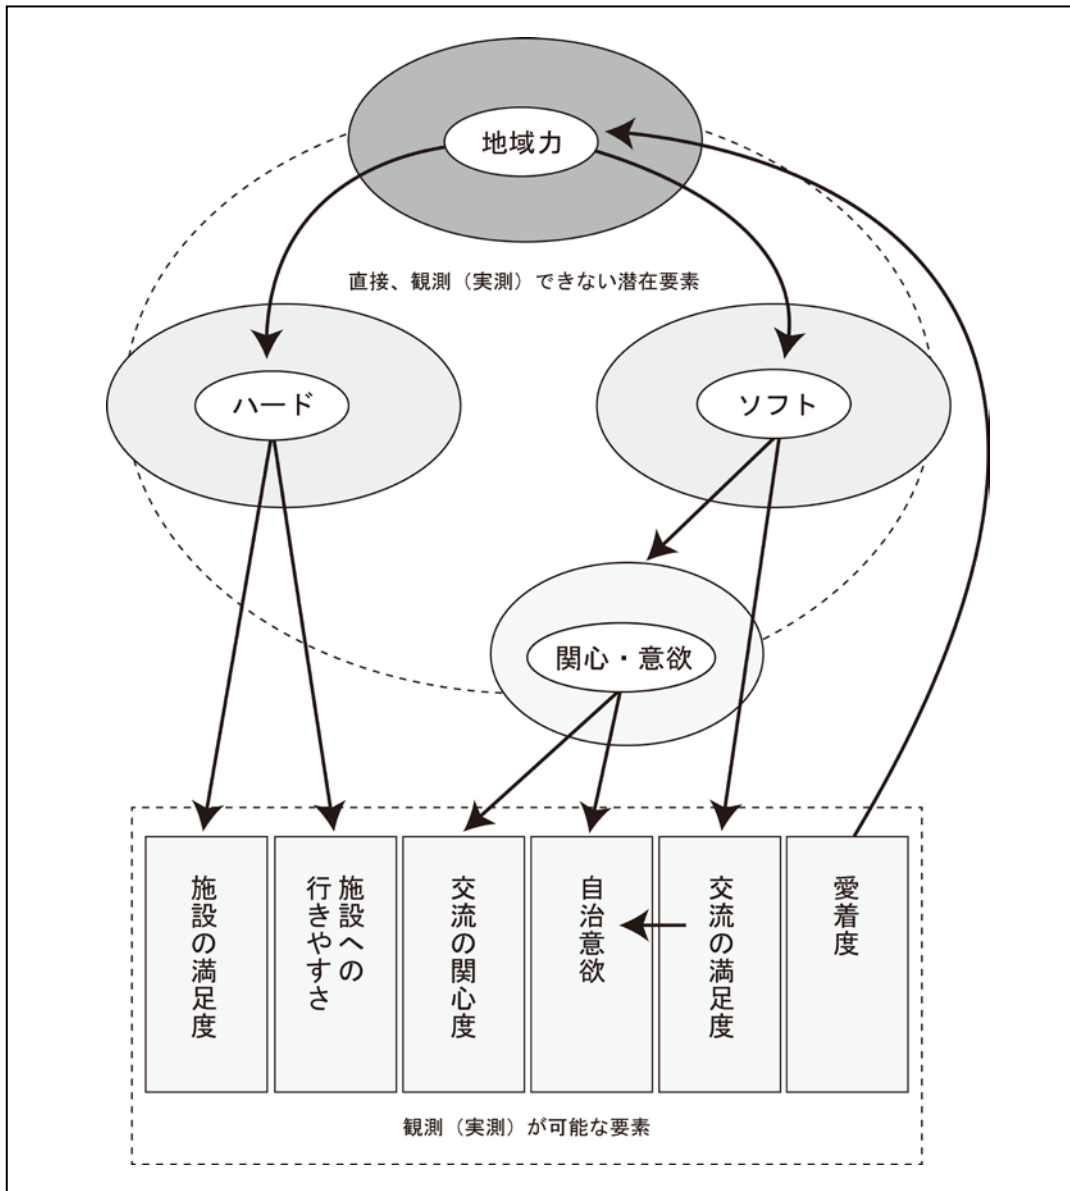 地域力
直接、観測（実測）できない潜在要素
ハード
ソフト
関心・意欲
施設の満足度
施設への
行きやすさ
交流の関心度
自治意欲
交流の満足度
愛着度
観測（実測）が可能な要素